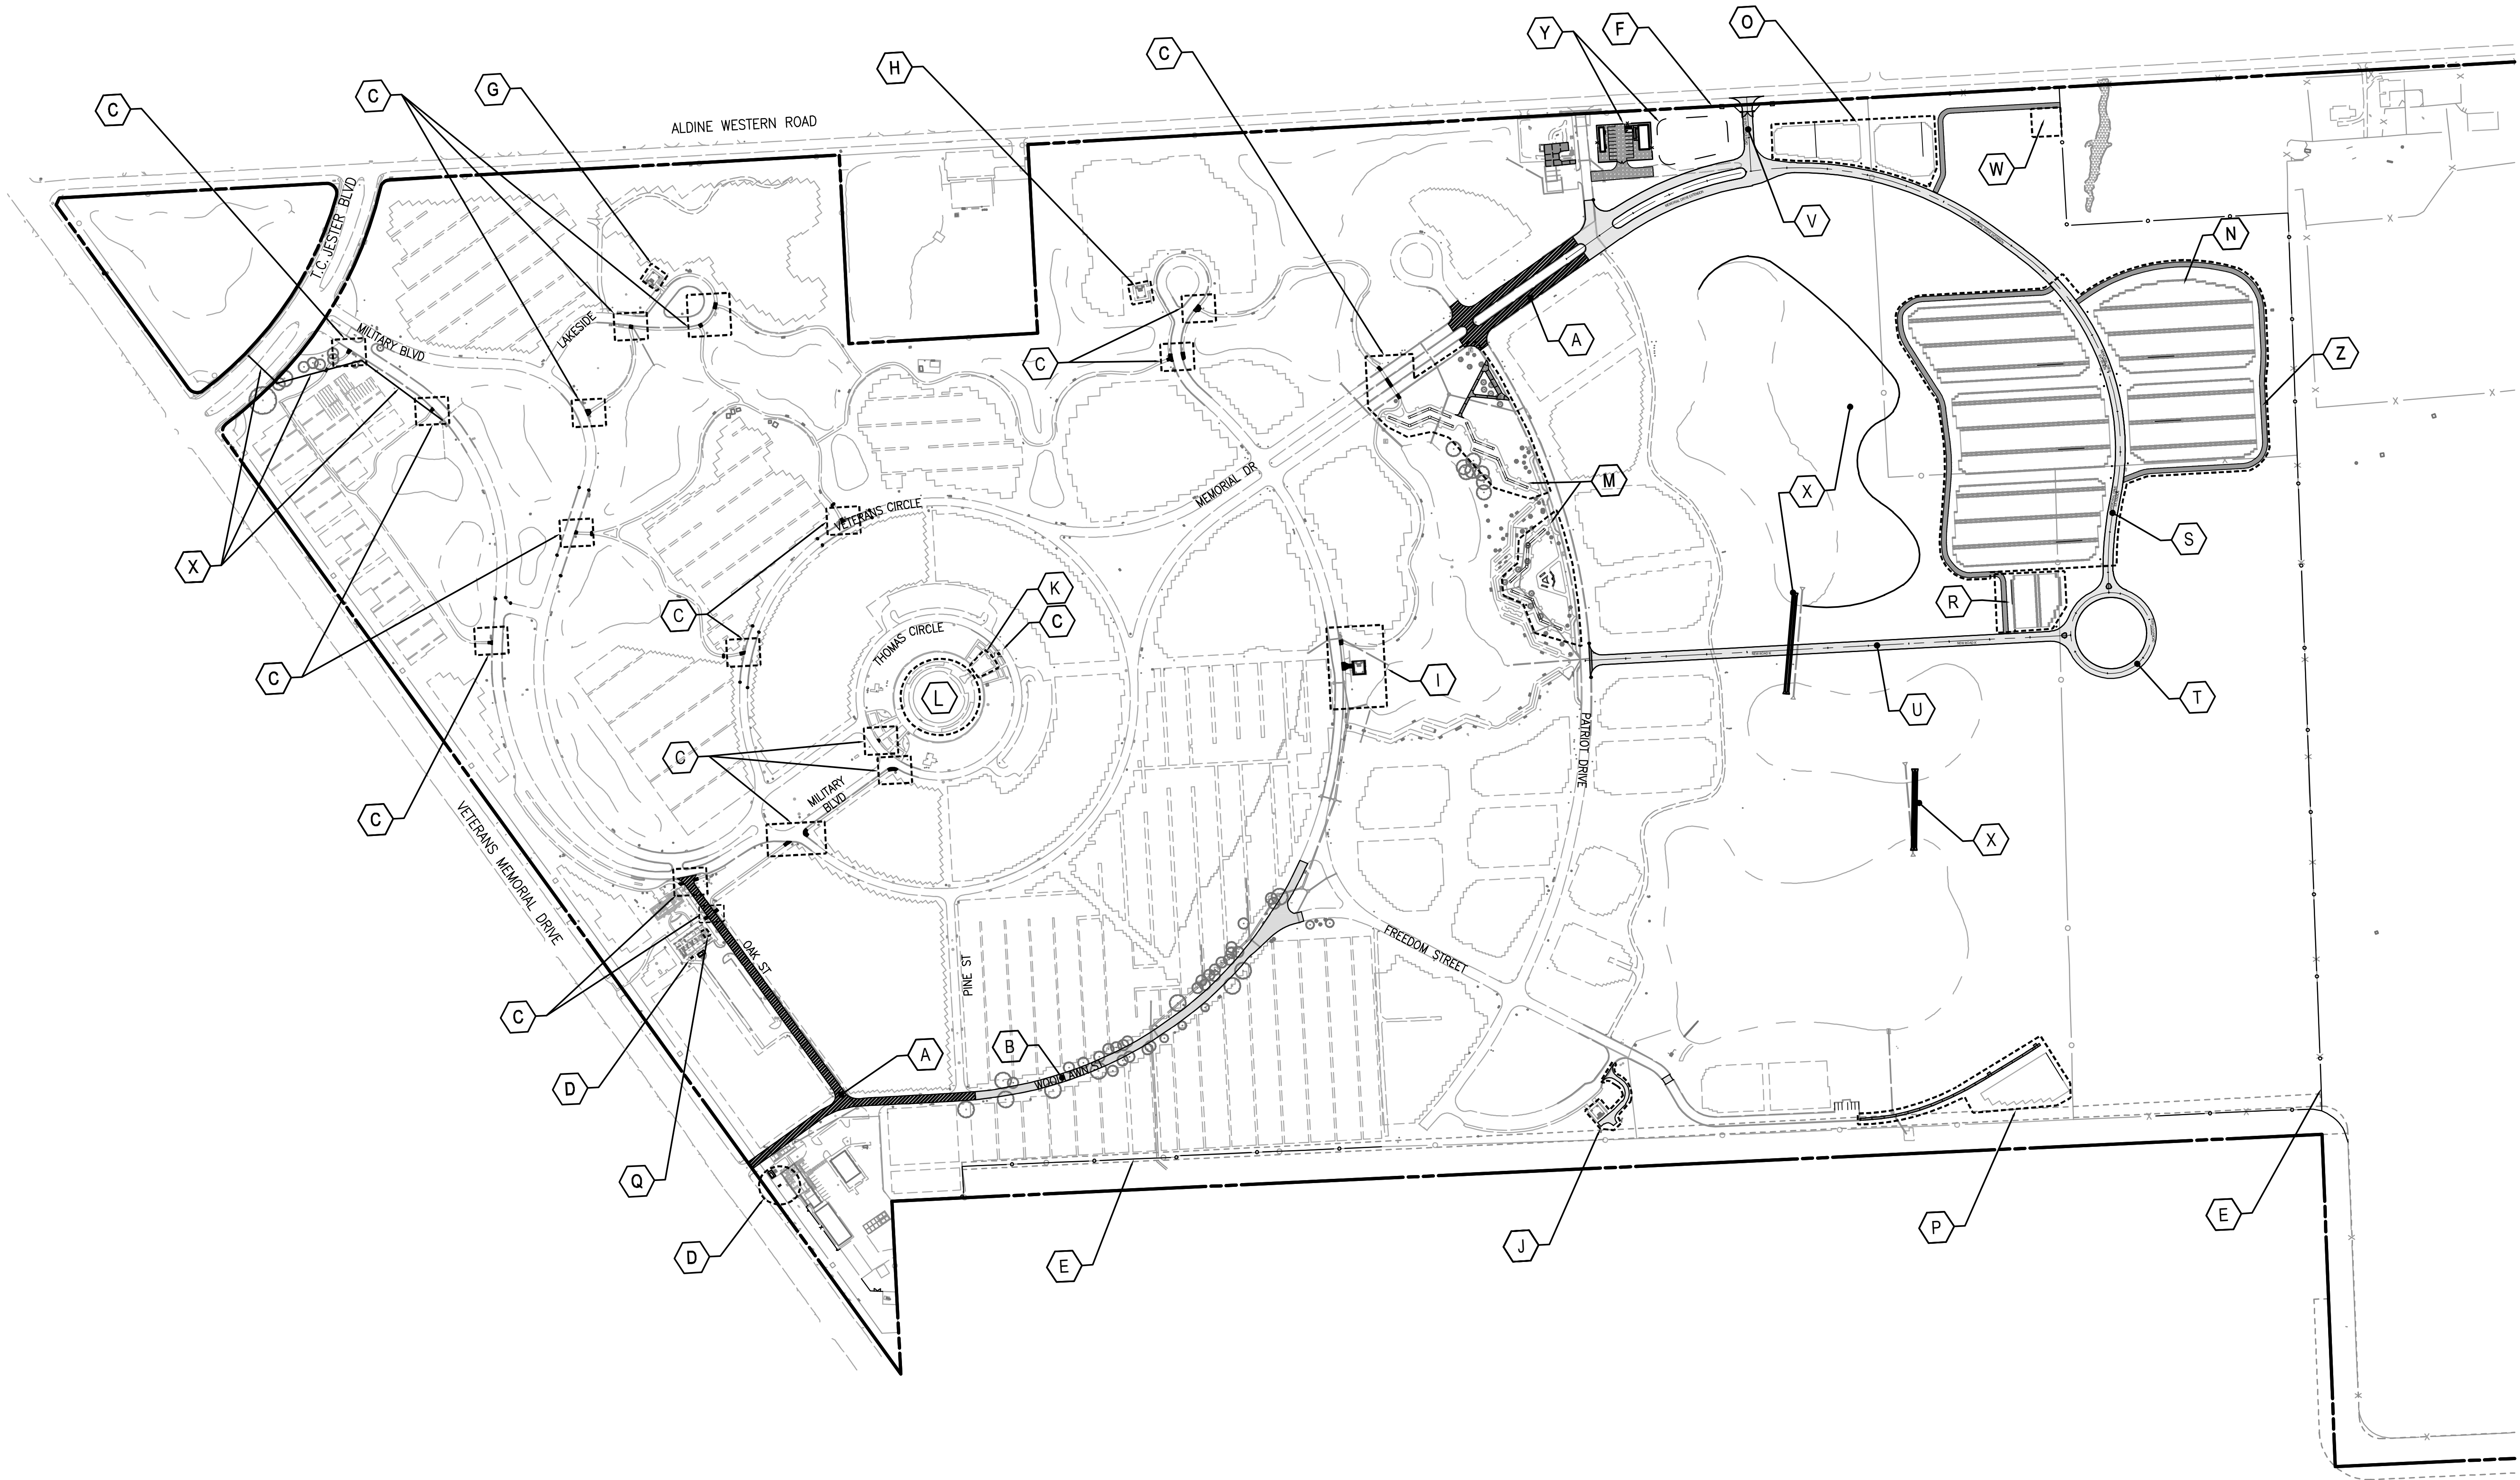 O
Y
F
C
H
G
C
C
ALDINE WESTERN ROAD
W
T.C. JESTER BLVD
V
N
MILITARY BLVD
LAKESIDE
A
Z
C
MEMORIAL DR
M
X
VETERANS CIRCLE
S
X
K
R
C
C
THOMAS CIRCLE
I
C
L
T
U
PATRIOT DRIVE
C
MILITARY
BLVD
C
VETERANS MEMORIAL DRIVE
X
OAK ST
FREEDOM STREET
PINE ST
C
B
A
WOODLAWN ST
D
Q
E
P
J
D
E